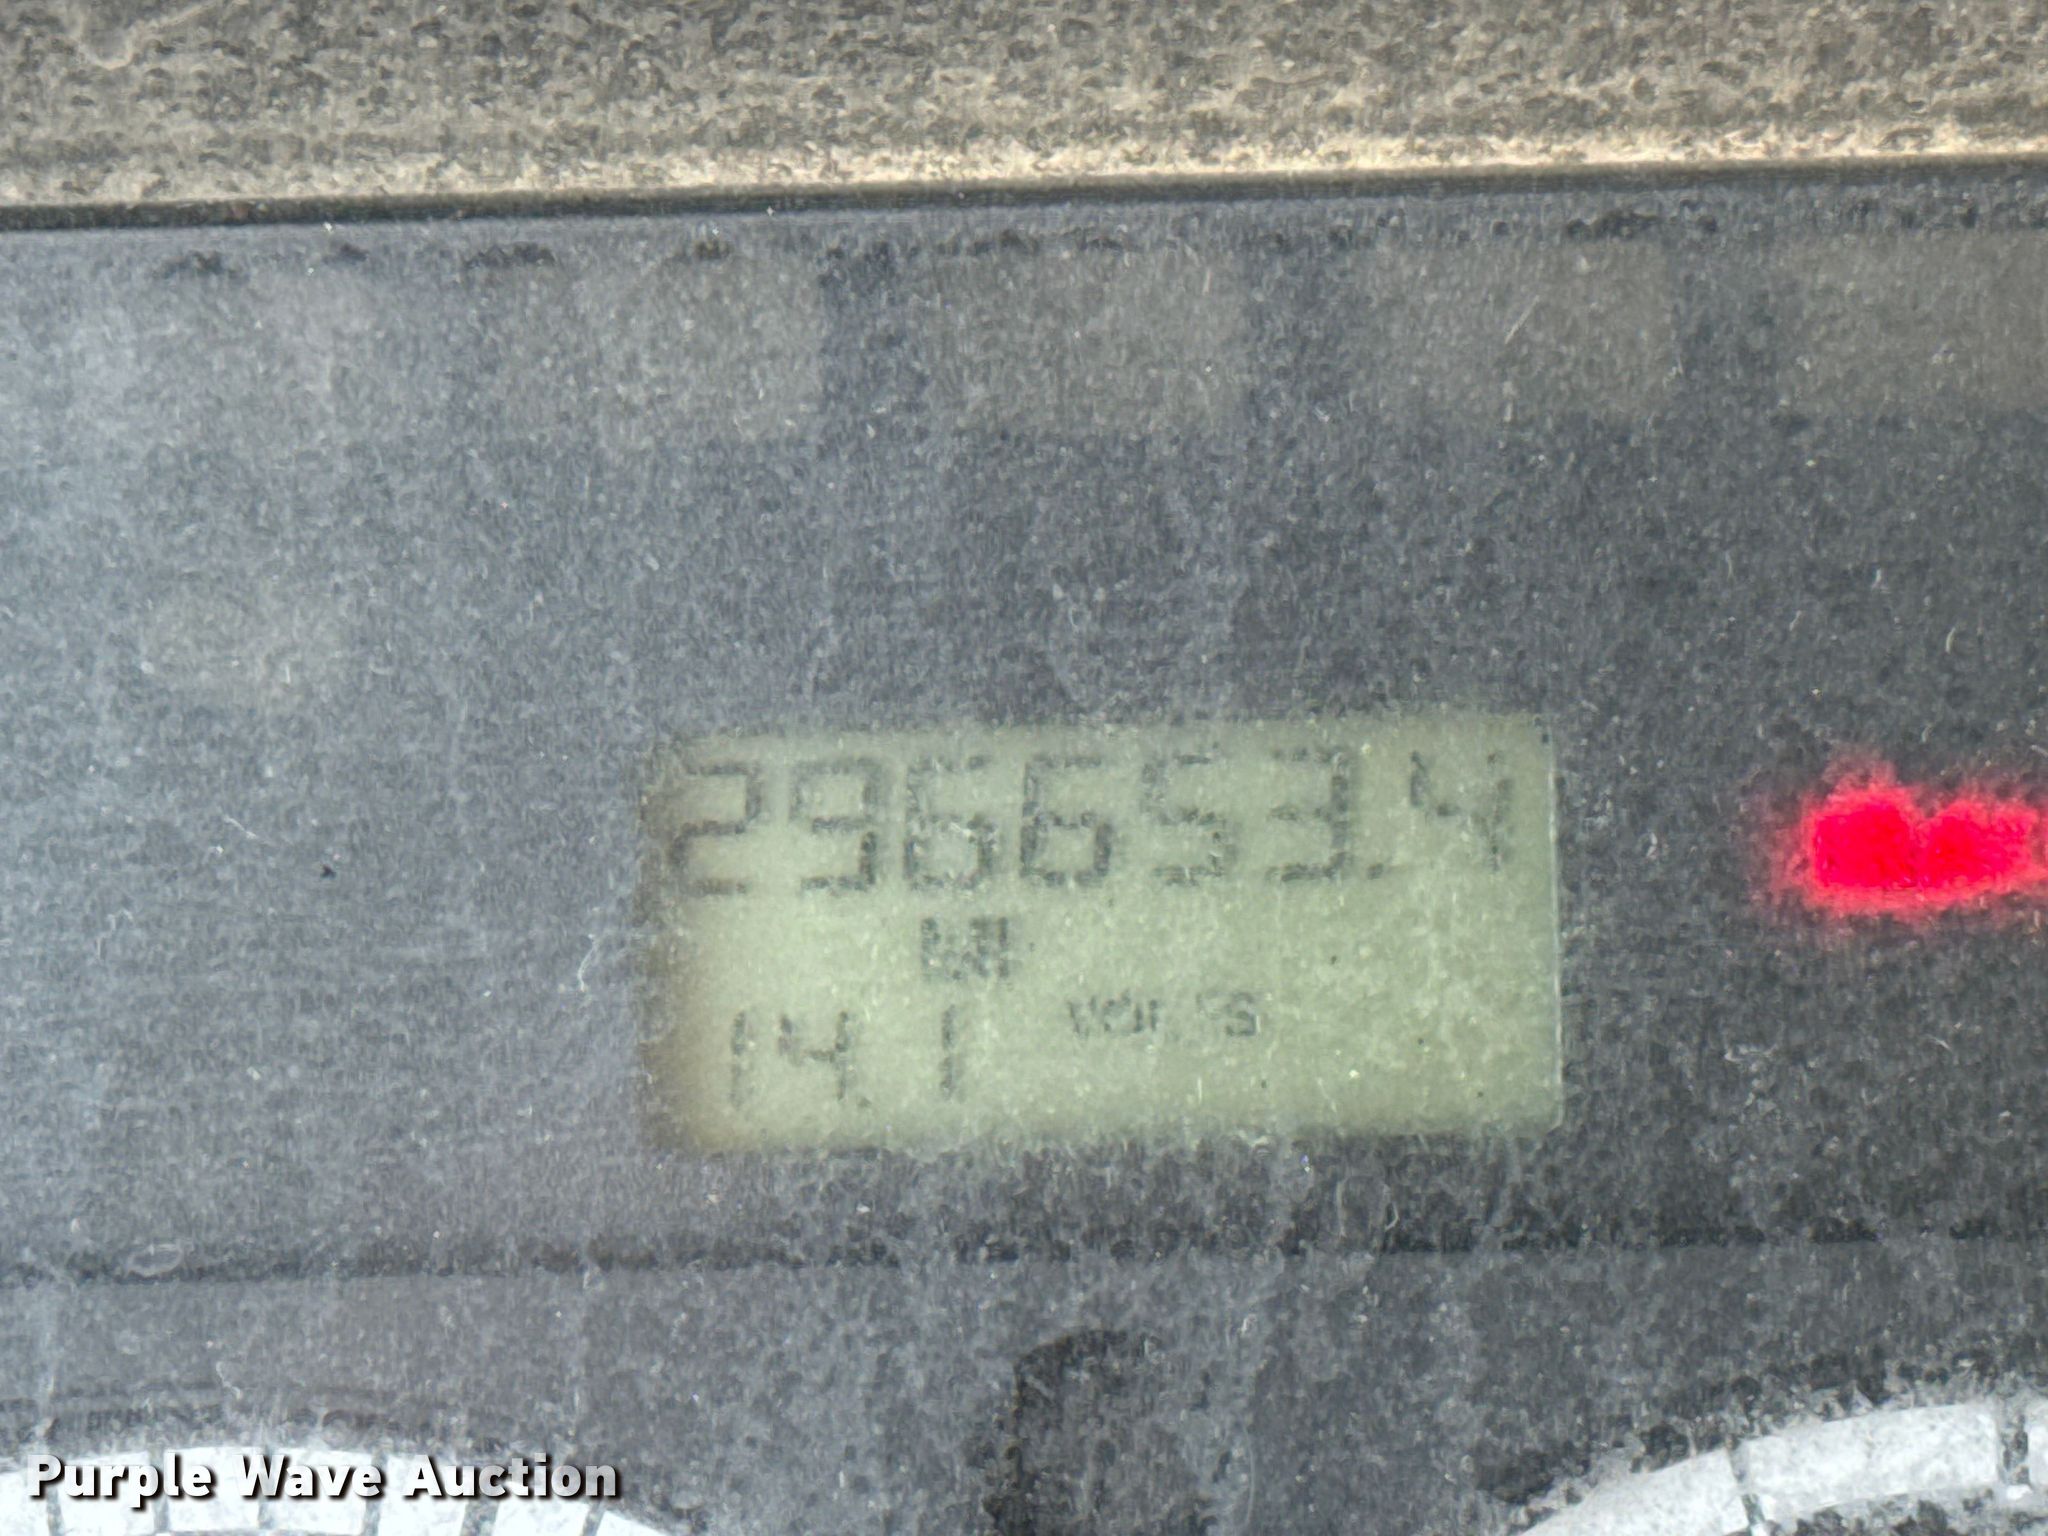 296653.4
MI
14.1 VOLTS
Purple Wave Auction